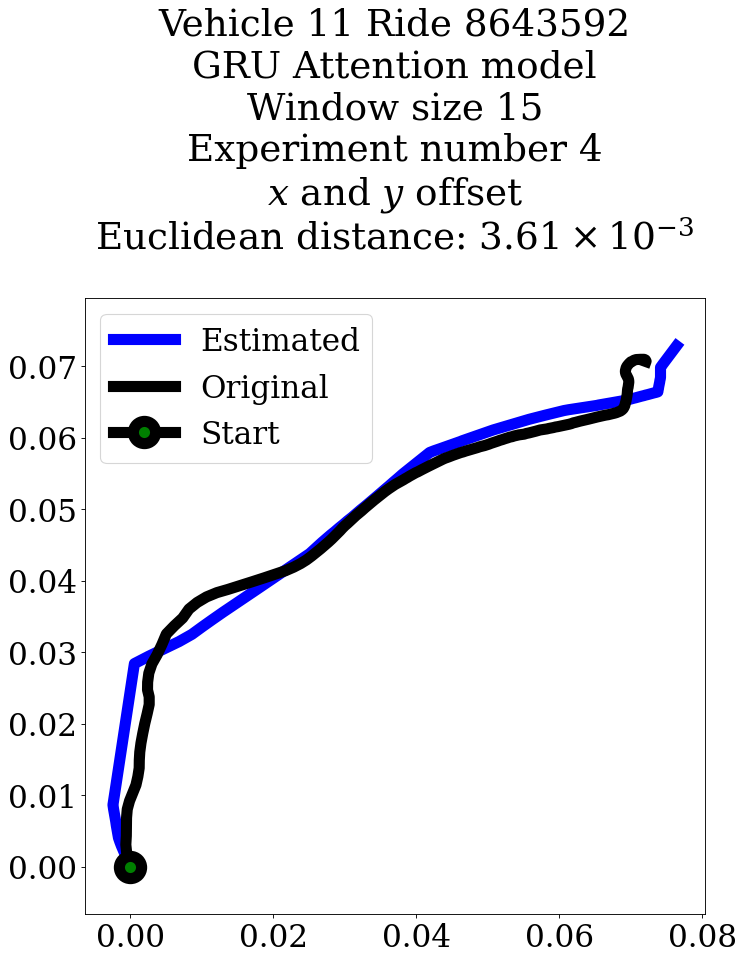 Vehicle 11 Ride 8643592
GRU Attention model
Window size 15
Experiment number 4
x and y offset
Euclidean distance: 3.61 × 10⁻³
Estimated
Original
Start
0.07
0.06
0.05
0.04
0.03
0.02
0.01
0.00
0.00 0.02 0.04 0.06 0.08